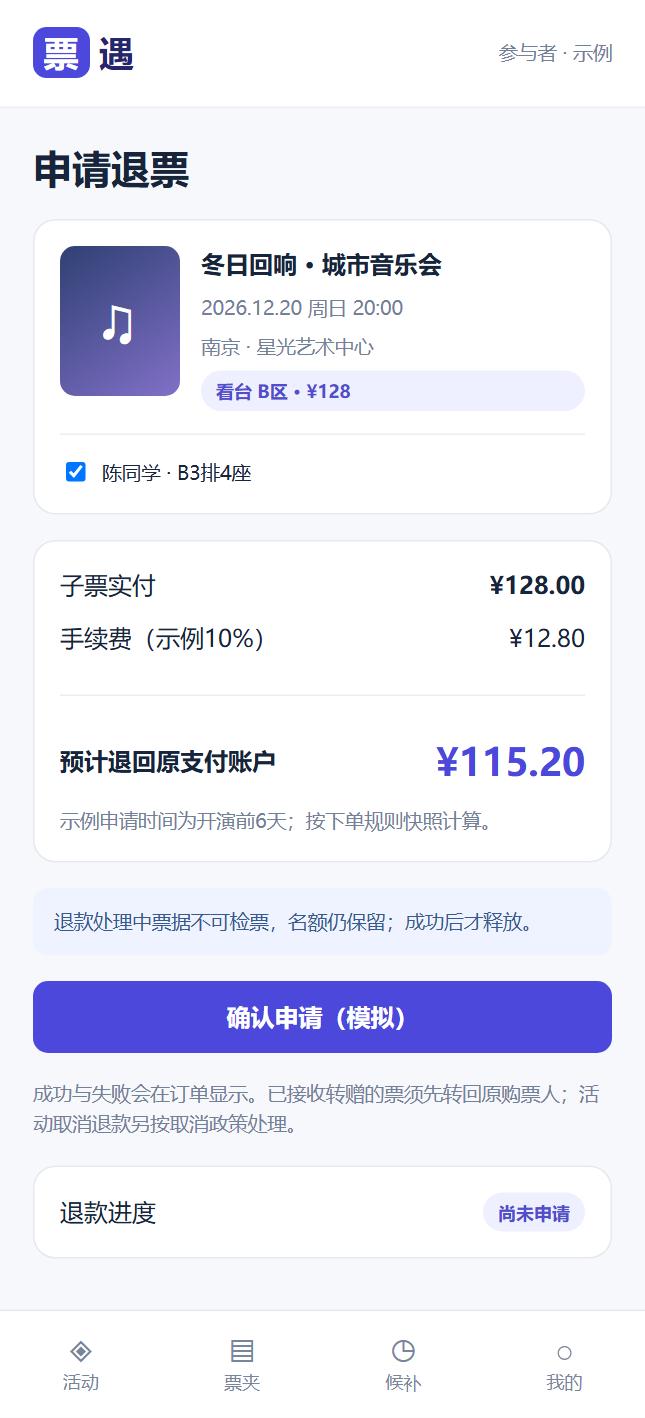 票 遇
参与者 · 示例
申请退票
冬日回响 • 城市音乐会
2026.12.20 周日 20:00
南京 · 星光艺术中心
看台 B区 • ¥128
陈同学 · B3排4座
子票实付 ¥128.00
手续费（示例10%） ¥12.80
预计退回原支付账户 ¥115.20
示例申请时间为开演前6天；按下单规则快照计算。
退款处理中票据不可检票，名额仍保留；成功后才释放。
确认申请（模拟）
成功与失败会在订单显示。已接收转赠的票须先转回原购票人；活
动取消退款另按取消政策处理。
退款进度 尚未申请
活动 票夹 候补 我的